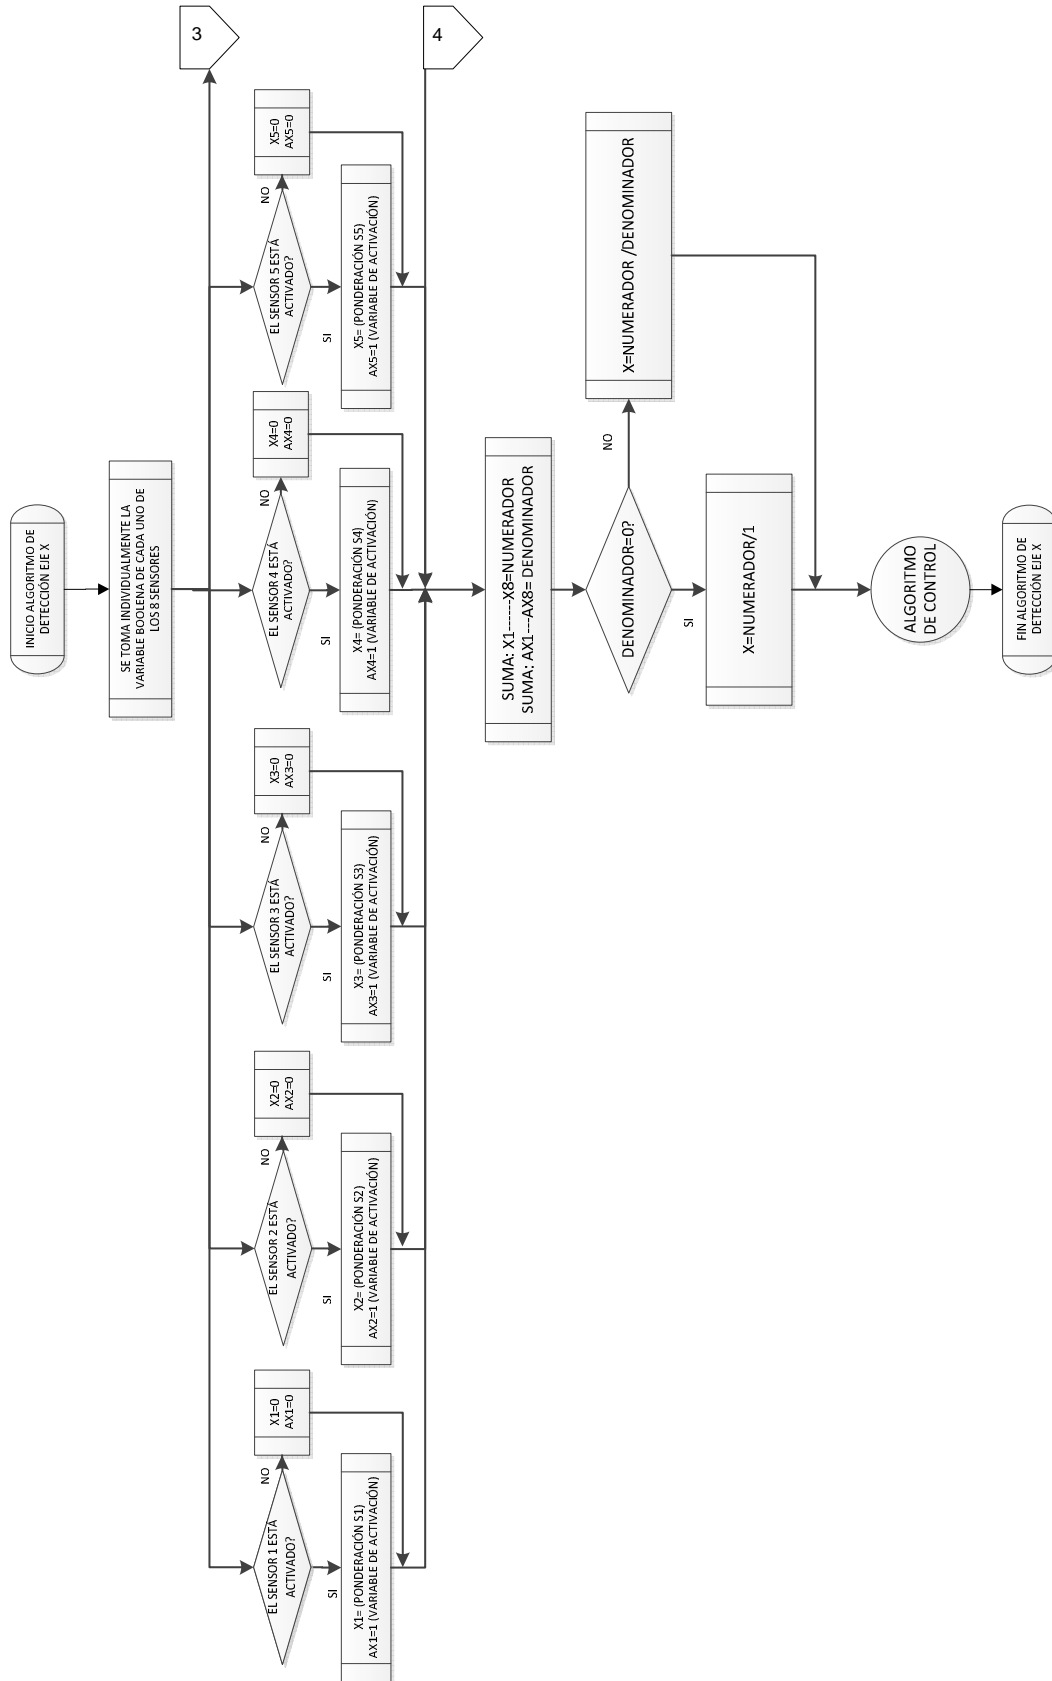 INICIO ALGORITMO DE
DETECCIÓN EJE X
SE TOMA INDIVIDUALMENTE LA
VARIABLE BOOLENA DE CADA UNO DE
LOS 8 SENSORES
3
EL SENSOR 1 ESTÁ
ACTIVADO?
NO
X1=0
AX1=0
SI
X1= (PONDERACIÓN S1)
AX1=1 (VARIABLE DE ACTIVACIÓN)
EL SENSOR 2 ESTÁ
ACTIVADO?
NO
X2=0
AX2=0
SI
X2= (PONDERACIÓN S2)
AX2=1 (VARIABLE DE ACTIVACIÓN)
EL SENSOR 3 ESTÁ
ACTIVADO?
NO
X3=0
AX3=0
SI
X3= (PONDERACIÓN S3)
AX3=1 (VARIABLE DE ACTIVACIÓN)
EL SENSOR 4 ESTÁ
ACTIVADO?
NO
X4=0
AX4=0
SI
X4= (PONDERACIÓN S4)
AX4=1 (VARIABLE DE ACTIVACIÓN)
EL SENSOR 5 ESTÁ
ACTIVADO?
NO
X5=0
AX5=0
SI
X5= (PONDERACIÓN S5)
AX5=1 (VARIABLE DE ACTIVACIÓN)
4
SUMA: X1-------X8=NUMERADOR
SUMA: AX1---AX8= DENOMINADOR
DENOMINADOR=0?
NO
X=NUMERADOR /DENOMINADOR
SI
X=NUMERADOR/1
ALGORITMO
DE CONTROL
FIN ALGORITMO DE
DETECCIÓN EJE X